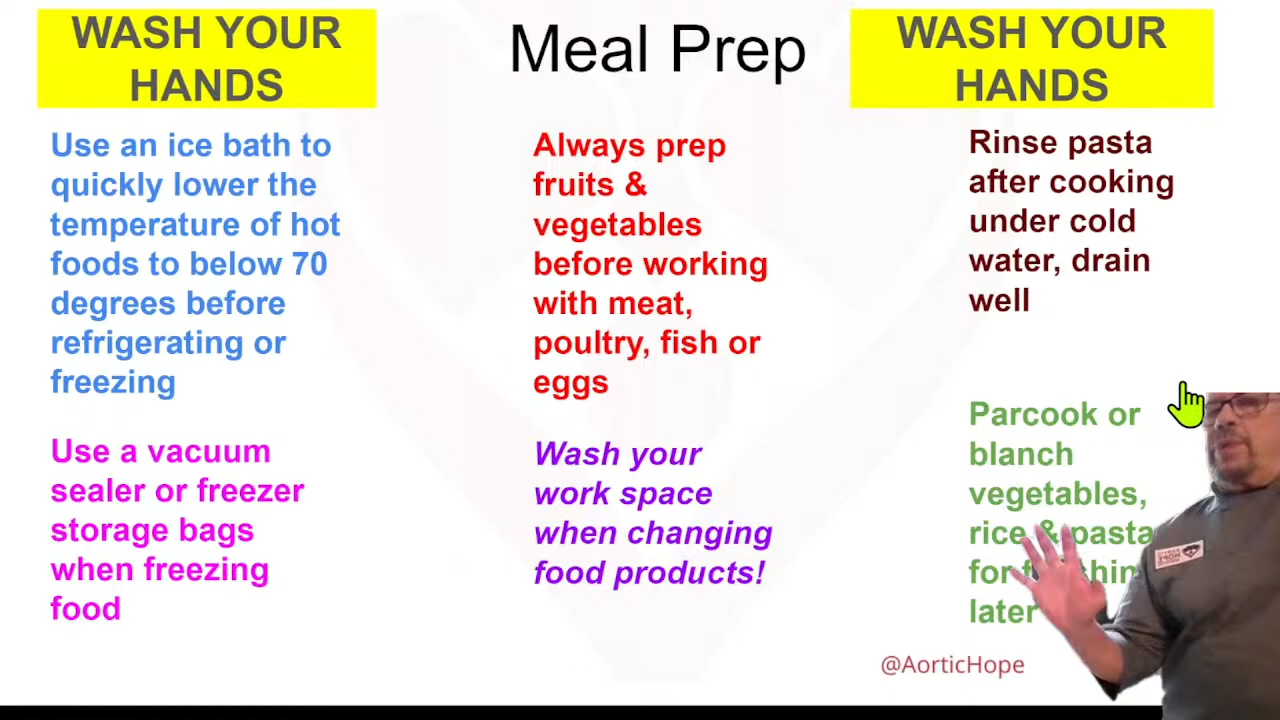 WASH YOUR
HANDS
Meal Prep
WASH YOUR
HANDS
Use an ice bath to
quickly lower the
temperature of hot
foods to below 70
degrees before
refrigerating or
freezing
Always prep
fruits &
vegetables
before working
with meat,
poultry, fish or
eggs
Rinse pasta
after cooking
under cold
water, drain
well
Use a vacuum
sealer or freezer
storage bags
when freezing
food
Wash your
work space
when changing
food products!
Parcook or
blanch
vegetables,
rice & pasta
for
later
@AorticHope